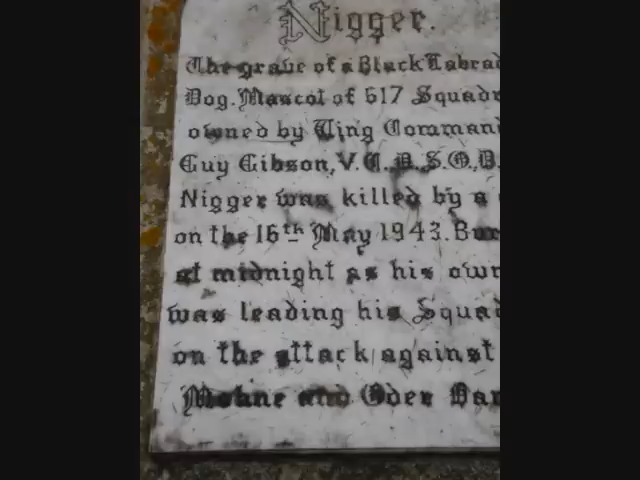 Nigger.
The grave of a Black Labrad
Dog. Mascot of 617 Squadr
owned by Wing Command
Guy Gibson, V.C. D.S.O., D.
Nigger was killed by a
on the 16th May 1943. Bur
at midnight as his own
was leading his Squad
on the attack against
Mohne and Oder Dam